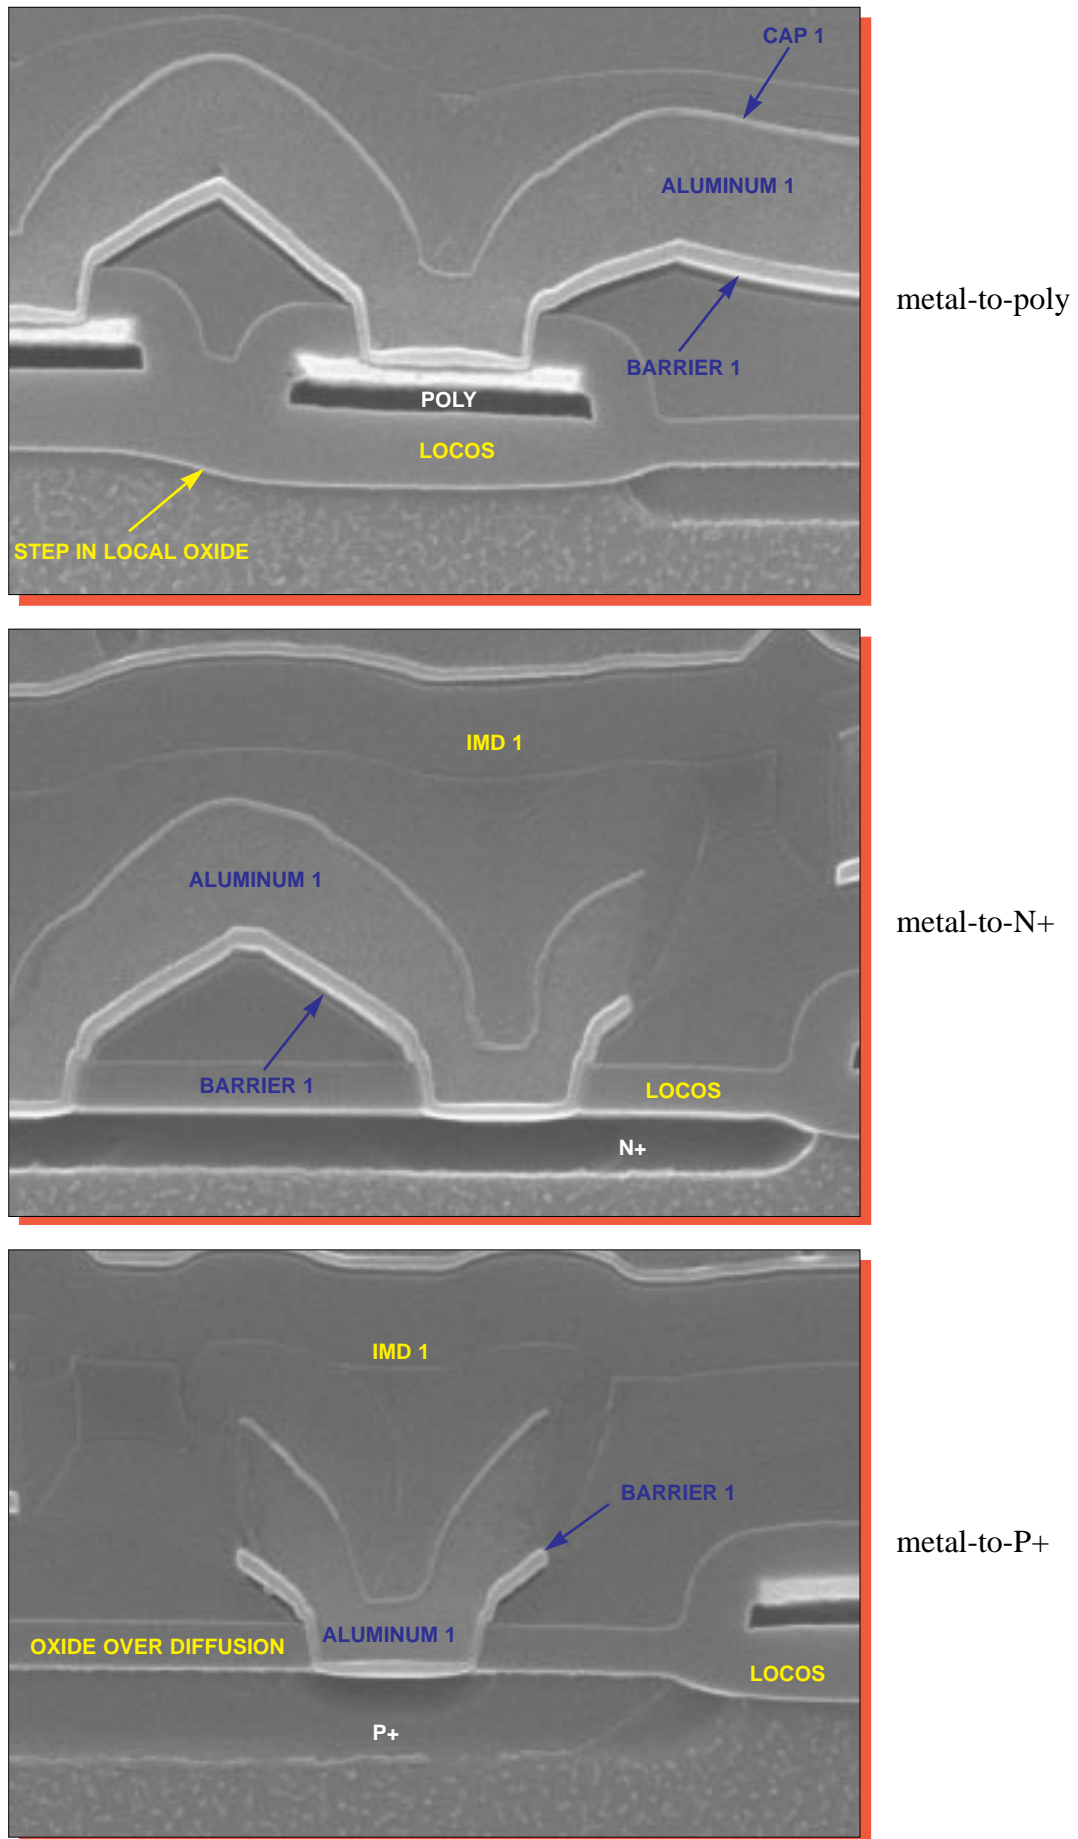 CAP 1
ALUMINUM 1
metal-to-poly
BARRIER 1
POLY
LOCOS
STEP IN LOCAL OXIDE
IMD 1
ALUMINUM 1
metal-to-N+
BARRIER 1
LOCOS
N+
IMD 1
BARRIER 1
metal-to-P+
ALUMINUM 1
OXIDE OVER DIFFUSION
LOCOS
P+